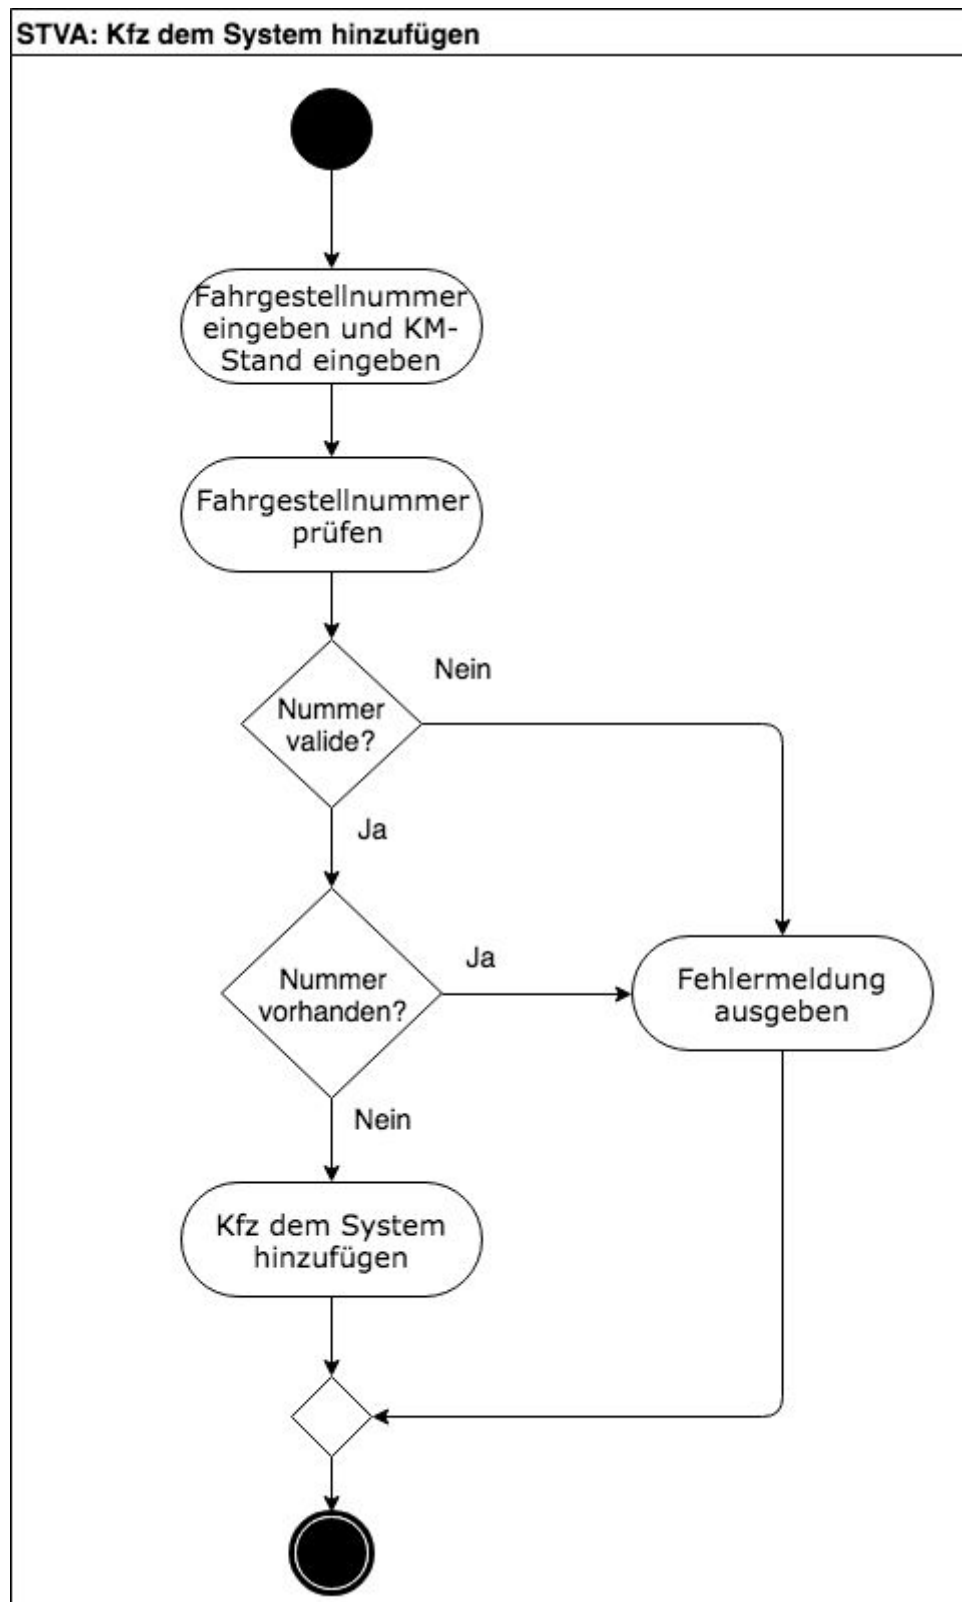 STVA: Kfz dem System hinzufügen
Fahrgestellnummer
eingeben und KM-
Stand eingeben
Fahrgestellnummer
prüfen
Nein
Nummer
valide?
Ja
Nummer
vorhanden?
Ja
Fehlermeldung
ausgeben
Nein
Kfz dem System
hinzufügen